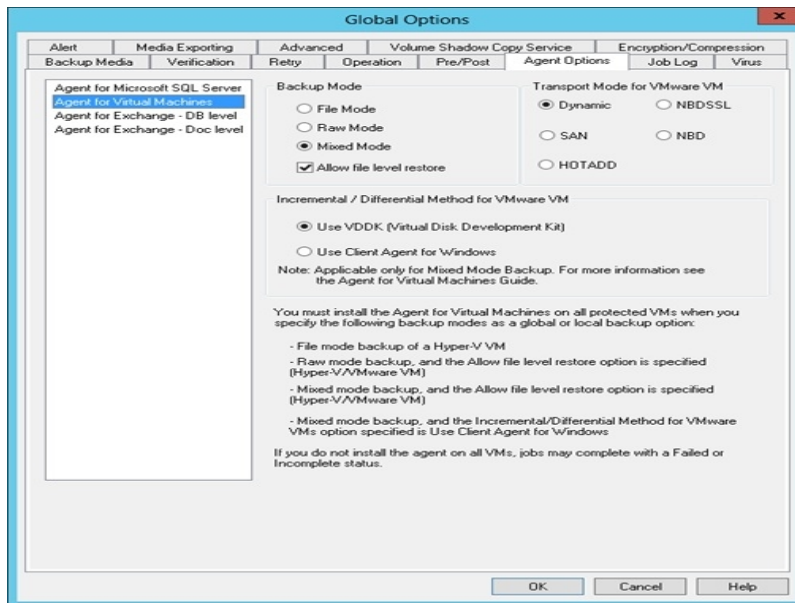 Global Options
Alert
Media Exporting
Advanced
Volume Shadow Copy Service
Encryption/Compression
Backup Media
Verification
Retry
Operation
Pre/Post
Agent Options
Job Log
Virus
Agent for Microsoft SQL Server
Agent for Virtual Machines
Agent for Exchange - DB level
Agent for Exchange - Doc level
Backup Mode
File Mode
Raw Mode
Mixed Mode
Allow file level restore
Transport Mode for VMware VM
Dynamic
NBDSSL
SAN
NBD
HOTADD
Incremental / Differential Method for VMware VM
Use VDDK (Virtual Disk Development Kit)
Use Client Agent for Windows
Note: Applicable only for Mixed Mode Backup. For more information see
the Agent for Virtual Machines Guide.
You must install the Agent for Virtual Machines on all protected VMs when you
specify the following backup modes as a global or local backup option:
- File mode backup of a Hyper-V VM
- Raw mode backup, and the Allow file level restore option is specified
(Hyper-V/VMware VM)
- Mixed mode backup, and the Allow file level restore option is specified
(Hyper-V/VMware VM)
- Mixed mode backup, and the Incremental/Differential Method for VMware
VMs option specified is Use Client Agent for Windows
If you do not install the agent on all VMs, jobs may complete with a Failed or
Incomplete status.
OK
Cancel
Help